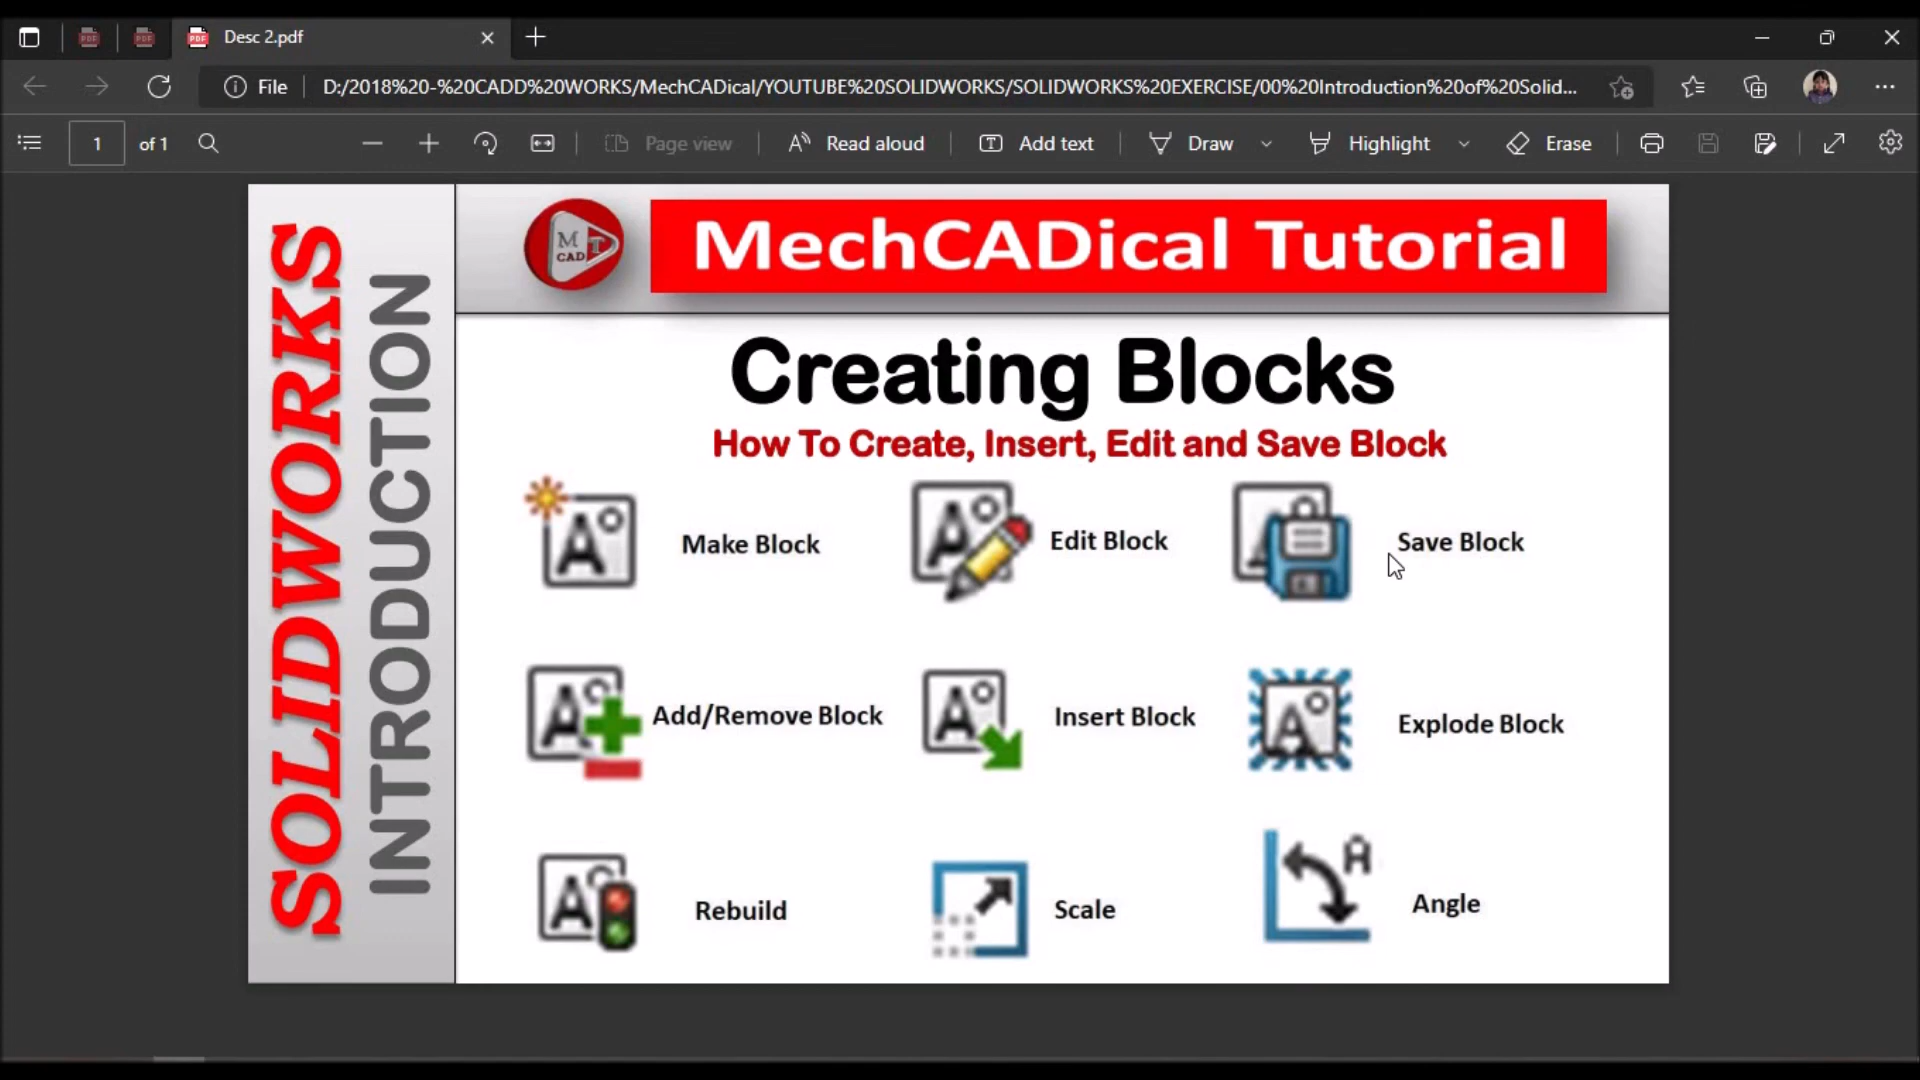 Desc 2.pdf
File
D:/2018%20-%20CADD%20WORKS/MechCADical/YOUTUBE%20SOLIDWORKS/SOLIDWORKS%20EXERCISE/00%20Introduction%20of%20Solid...
1
of 1
Page view
Read aloud
Add text
Draw
Highlight
Erase
SOLIDWORKS
INTRODUCTION
M T
CAD
MechCADical Tutorial
Creating Blocks
How To Create, Insert, Edit and Save Block
Make Block
Edit Block
Save Block
Add/Remove Block
Insert Block
Explode Block
Rebuild
Scale
Angle